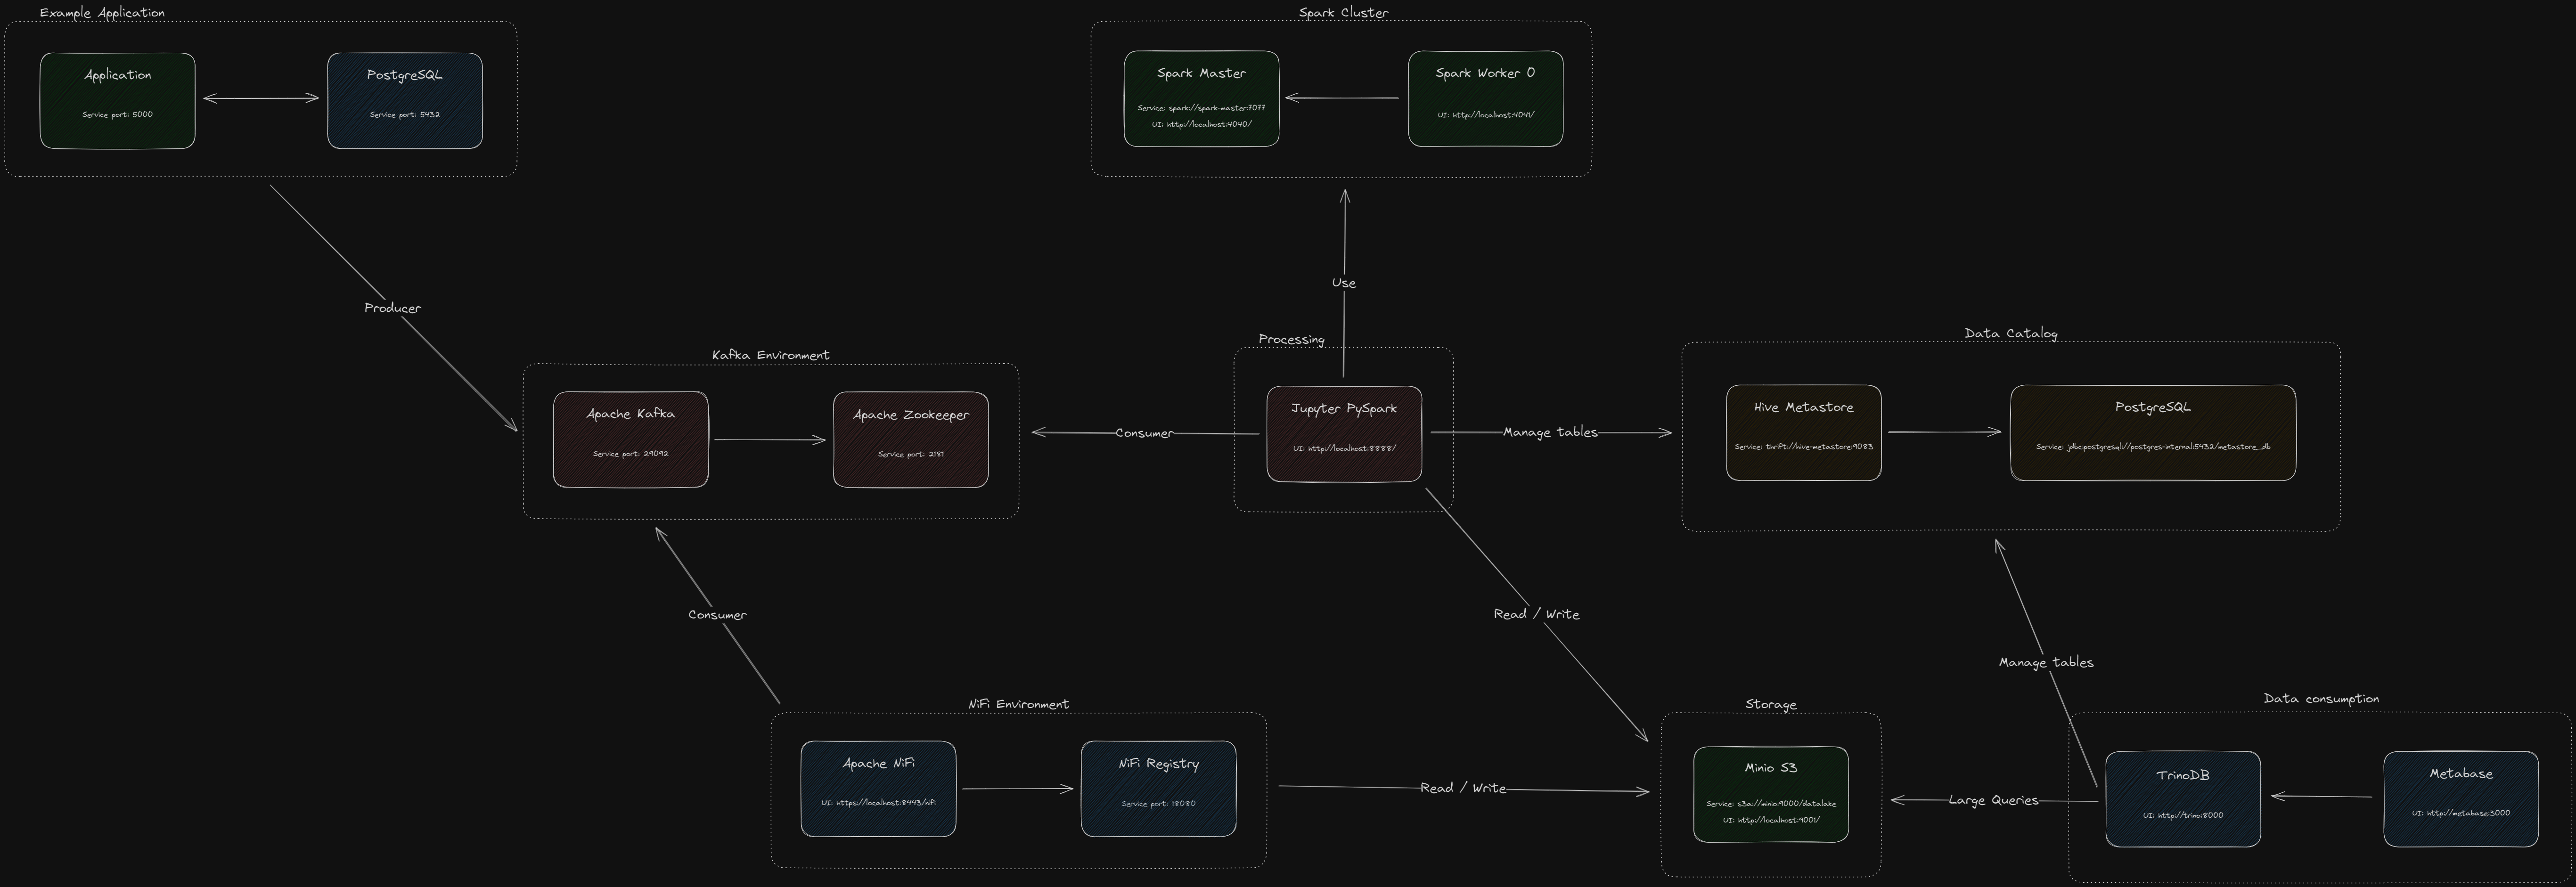 Example Application
Application
Service port: 5000
PostgreSQL
Service port: 5432
Spark Cluster
Spark Master
Service: spark://spark-master:7077
UI: http://localhost:4040/
Spark Worker 0
UI: http://localhost:4041/
Producer
Use
Kafka Environment
Apache Kafka
Service port: 29092
Apache Zookeeper
Service port: 2181
Consumer
Processing
Jupyter PySpark
UI: http://localhost:8888/
Manage tables
Data Catalog
Hive Metastore
Service: thrift://hive-metastore:9083
PostgreSQL
Service: jdbc:postgresql://postgres-internal:5432/metastore_db
Consumer
Read / Write
Manage tables
NiFi Environment
Apache NiFi
UI: https://localhost:8443/nifi
NiFi Registry
Service port: 18080
Read / Write
Storage
Minio S3
Service: s3a://minio:9000/datalake
UI: http://localhost:9001/
Large Queries
Data consumption
TrinoDB
UI: http://trino:8000
Metabase
UI: http://metabase:3000